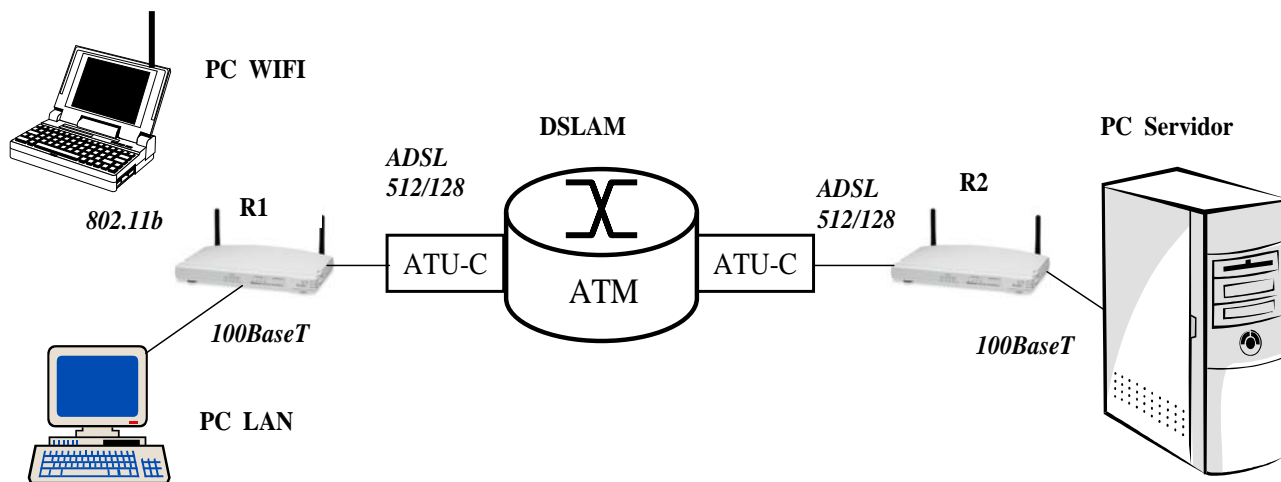 PC WIFI
DSLAM
PC Servidor
ADSL
512/128
ADSL
512/128
R2
802.11b
R1
ATU-C
ATU-C
ATM
100BaseT
100BaseT
PC LAN